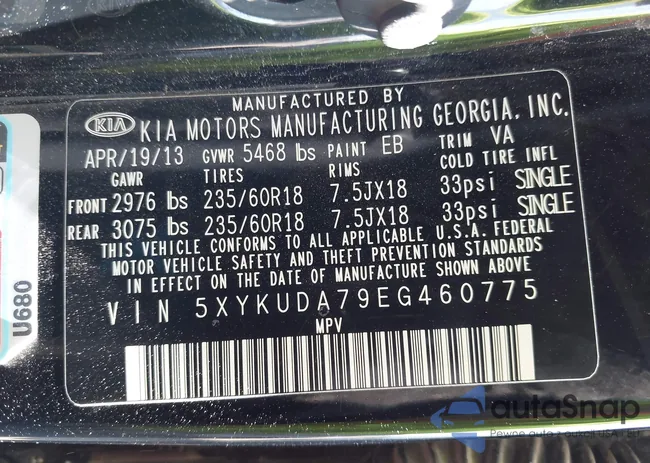 MANUFACTURED BY
KIA KIA MOTORS MANUFACTURING GEORGIA, INC.
APR/19/13 GVWR 5468 lbs PAINT EB TRIM VA
GAWR TIRES RIMS COLD TIRE INFL
FRONT 2976 lbs 235/60R18 7.5JX18 33psi SINGLE
REAR 3075 lbs 235/60R18 7.5JX18 33psi SINGLE
THIS VEHICLE CONFORMS TO ALL APPLICABLE U.S.A. FEDERAL
MOTOR VEHICLE SAFETY AND THEFT PREVENTION STANDARDS
IN EFFECT ON THE DATE OF MANUFACTURE SHOWN ABOVE
VIN 5XYKUDA79EG460775
MPV
U680
autoSnap